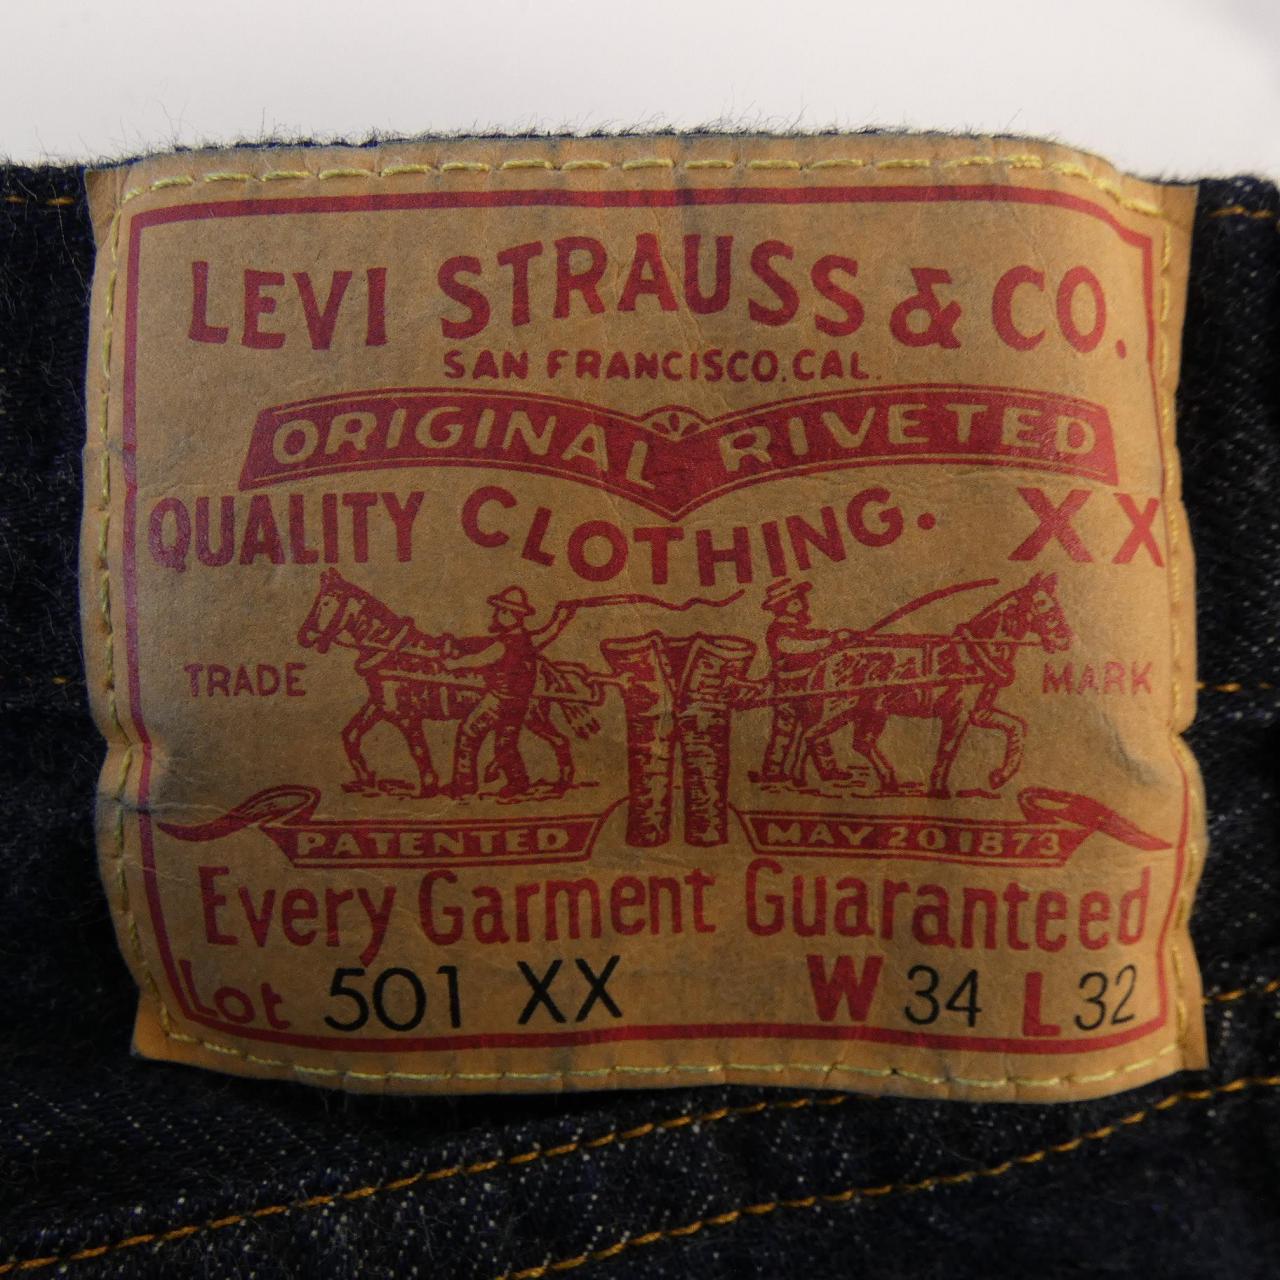 LEVI STRAUSS & CO.
SAN FRANCISCO, CAL.
ORIGINAL RIVETED
QUALITY CLOTHING. XX
TRADE MARK
PATENTED MAY 20 1873
Every Garment Guaranteed
Lot 501 XX W 34 L 32